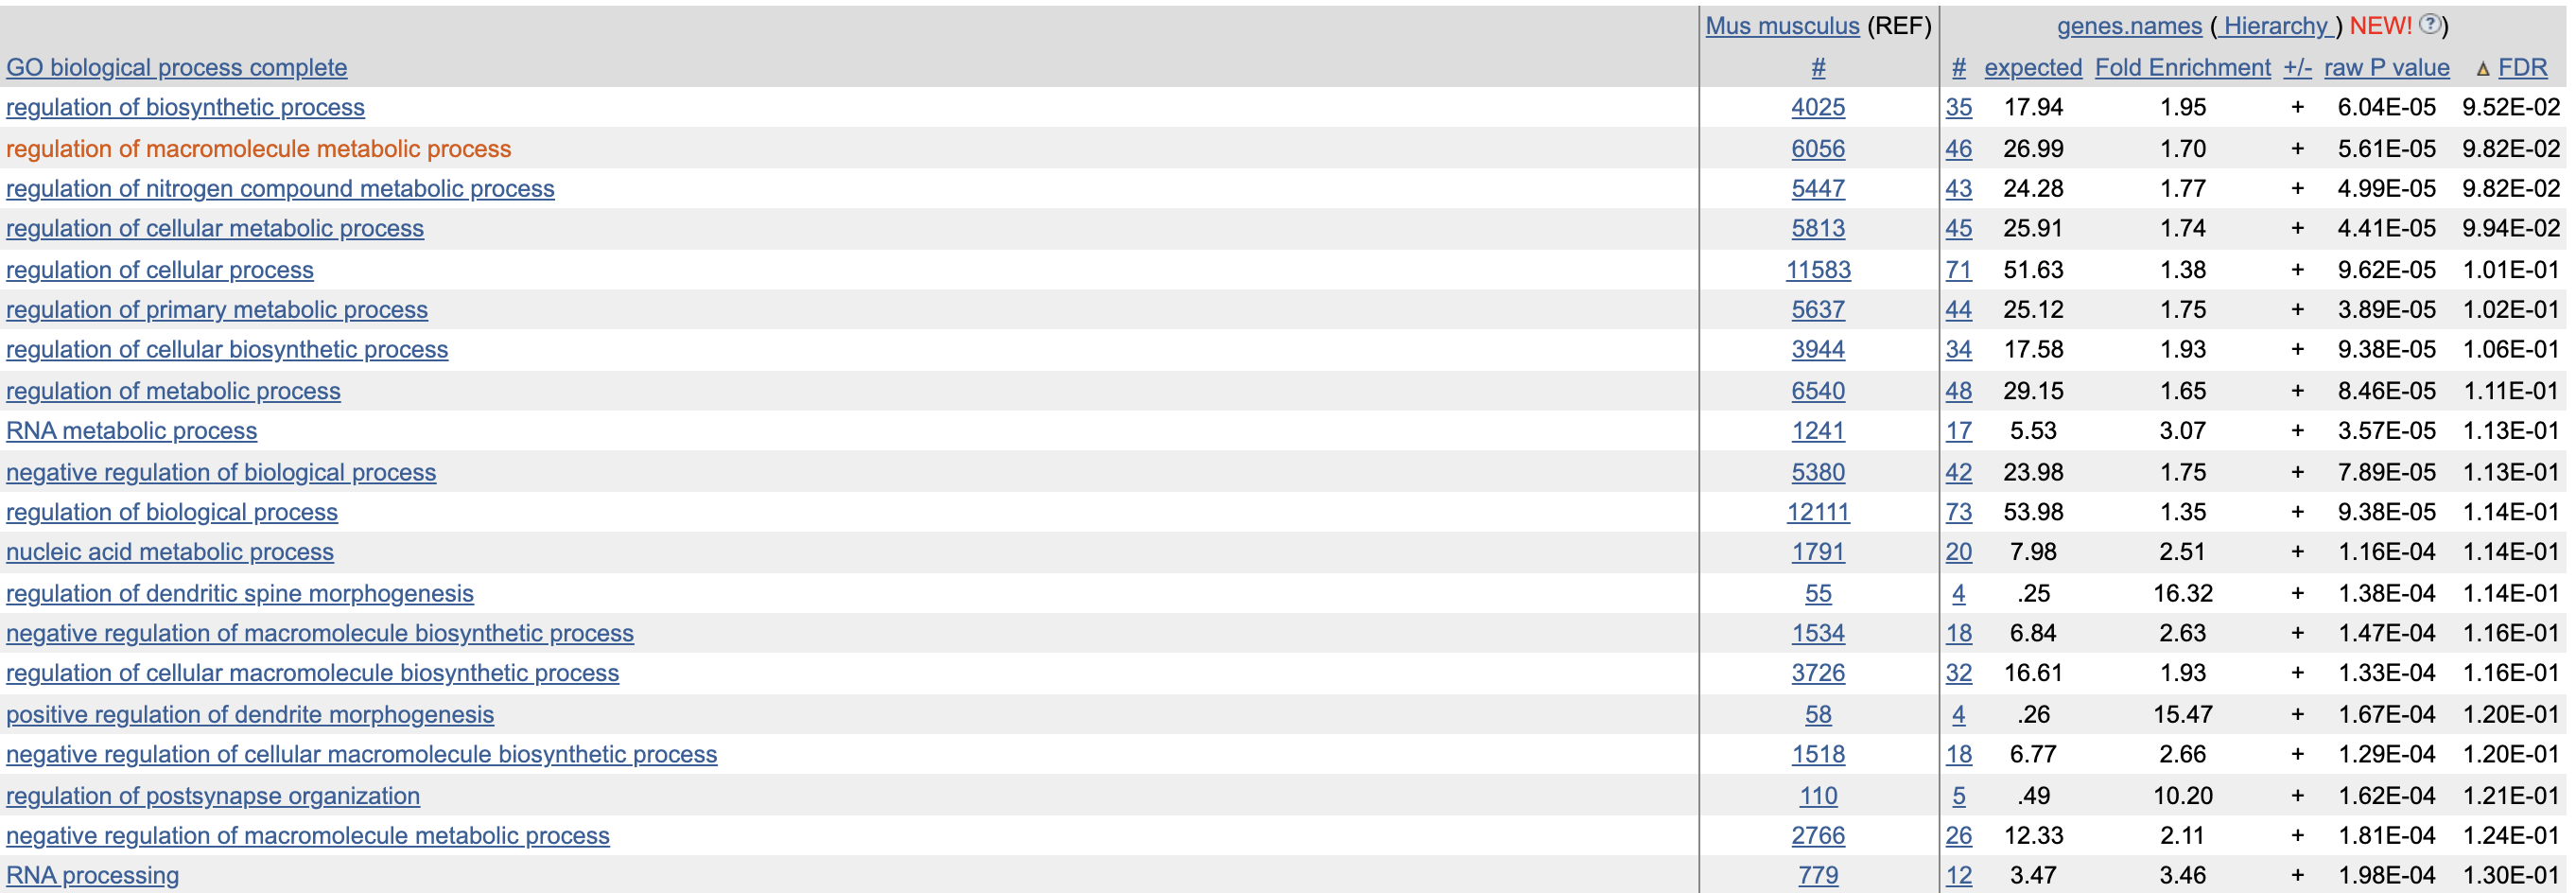 Mus musculus (REF) genes.names ( Hierarchy ) NEW! ?)
GO biological process complete # # expected Fold Enrichment +/- raw P value FDR
regulation of biosynthetic process 4025 35 17.94 1.95 + 6.04E-05 9.52E-02
regulation of macromolecule metabolic process 6056 46 26.99 1.70 + 5.61E-05 9.82E-02
regulation of nitrogen compound metabolic process 5447 43 24.28 1.77 + 4.99E-05 9.82E-02
regulation of cellular metabolic process 5813 45 25.91 1.74 + 4.41E-05 9.94E-02
regulation of cellular process 11583 71 51.63 1.38 + 9.62E-05 1.01E-01
regulation of primary metabolic process 5637 44 25.12 1.75 + 3.89E-05 1.02E-01
regulation of cellular biosynthetic process 3944 34 17.58 1.93 + 9.38E-05 1.06E-01
regulation of metabolic process 6540 48 29.15 1.65 + 8.46E-05 1.11E-01
RNA metabolic process 1241 17 5.53 3.07 + 3.57E-05 1.13E-01
negative regulation of biological process 5380 42 23.98 1.75 + 7.89E-05 1.13E-01
regulation of biological process 12111 73 53.98 1.35 + 9.38E-05 1.14E-01
nucleic acid metabolic process 1791 20 7.98 2.51 + 1.16E-04 1.14E-01
regulation of dendritic spine morphogenesis 55 4 .25 16.32 + 1.38E-04 1.14E-01
negative regulation of macromolecule biosynthetic process 1534 18 6.84 2.63 + 1.47E-04 1.16E-01
regulation of cellular macromolecule biosynthetic process 3726 32 16.61 1.93 + 1.33E-04 1.16E-01
positive regulation of dendrite morphogenesis 58 4 .26 15.47 + 1.67E-04 1.20E-01
negative regulation of cellular macromolecule biosynthetic process 1518 18 6.77 2.66 + 1.29E-04 1.20E-01
regulation of postsynapse organization 110 5 .49 10.20 + 1.62E-04 1.21E-01
negative regulation of macromolecule metabolic process 2766 26 12.33 2.11 + 1.81E-04 1.24E-01
RNA processing 779 12 3.47 3.46 + 1.98E-04 1.30E-01